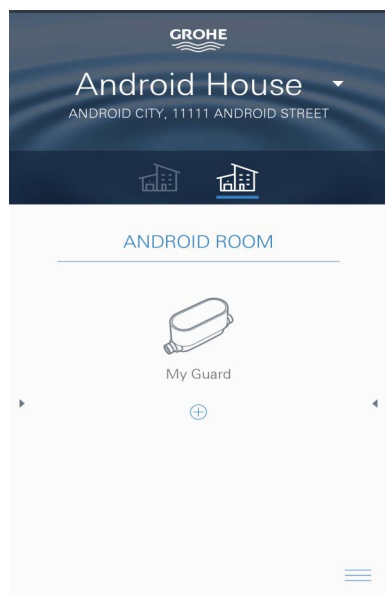 GROHE
Android House
ANDROID CITY, 11111 ANDROID STREET
ANDROID ROOM
My Guard